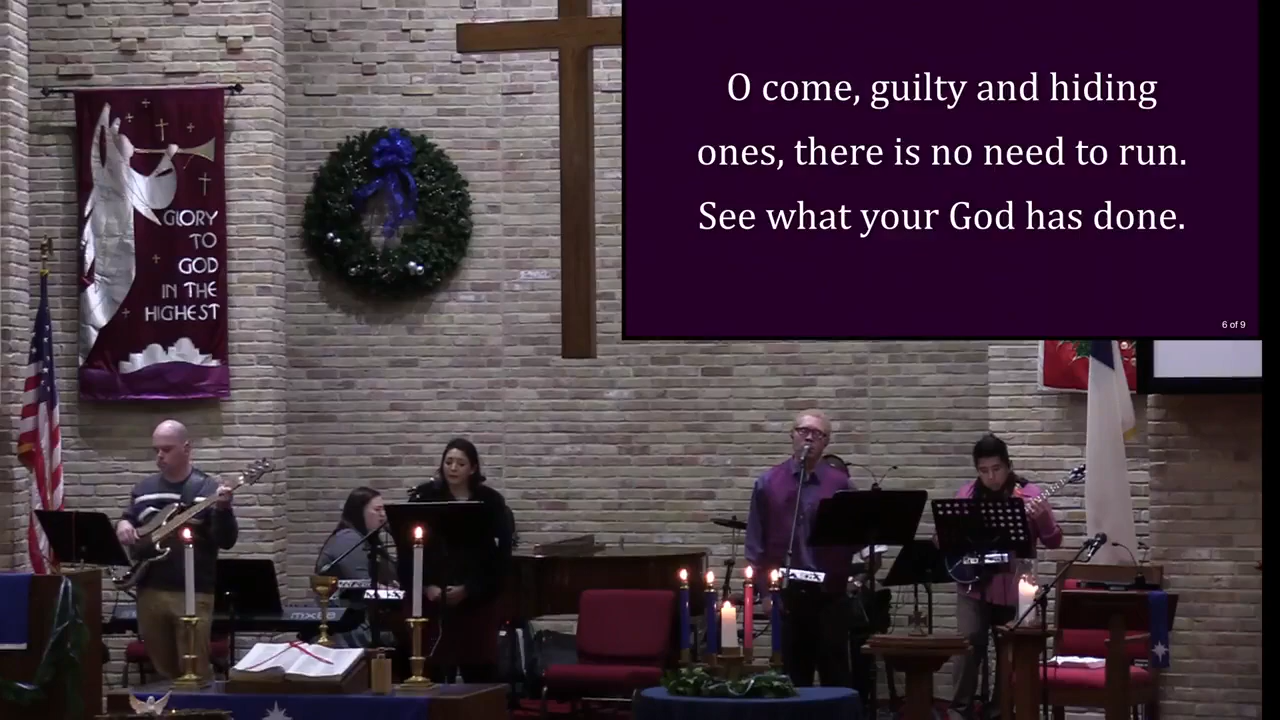 O come, guilty and hiding
ones, there is no need to run.
See what your God has done.
6 of 9
GLORY
TO
GOD
IN THE
HIGHEST